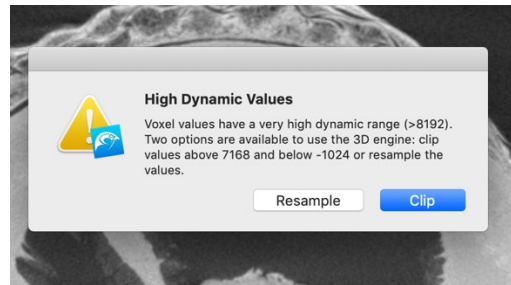 High Dynamic Values
Voxel values have a very high dynamic range (>8192).
Two options are available to use the 3D engine: clip
values above 7168 and below -1024 or resample the
values.
Resample
Clip